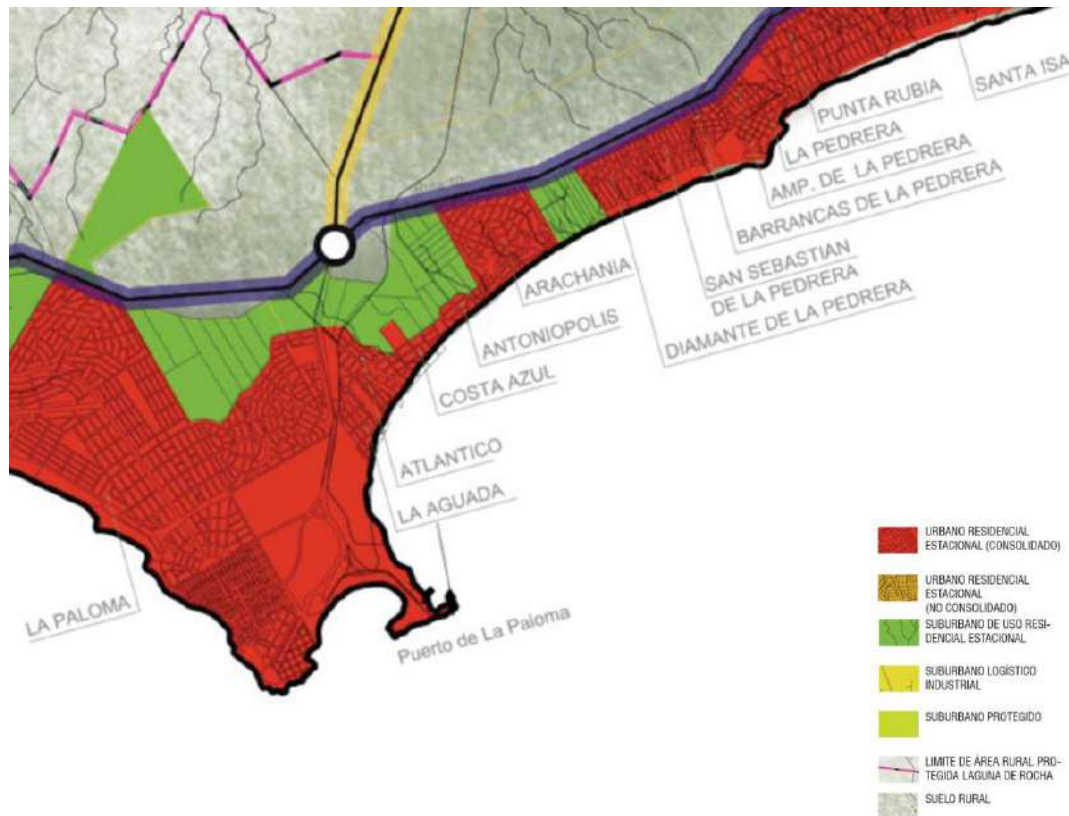 SANTA ISA
PUNTA RUBIA
LA PEDRERA
AMP. DE LA PEDRERA
BARRANCAS DE LA PEDRERA
SAN SEBASTIAN
DE LA PEDRERA
DIAMANTE DE LA PEDRERA
ARACHANIA
ANTONIOPOLIS
COSTA AZUL
ATLANTICO
LA AGUADA
LA PALOMA
Puerto de La Paloma
URBANO RESIDENCIAL
ESTACIONAL (CONSOLIDADO)
URBANO RESIDENCIAL
ESTACIONAL
(NO CONSOLIDADO)
SUBURBANO DE USO RESI-
DENCIAL ESTACIONAL
SUBURBANO LOGÍSTICO
INDUSTRIAL
SUBURBANO PROTEGIDO
LIMITE DE ÁREA RURAL PRO-
TEGIDA LAGUNA DE ROCHA
SUELO RURAL